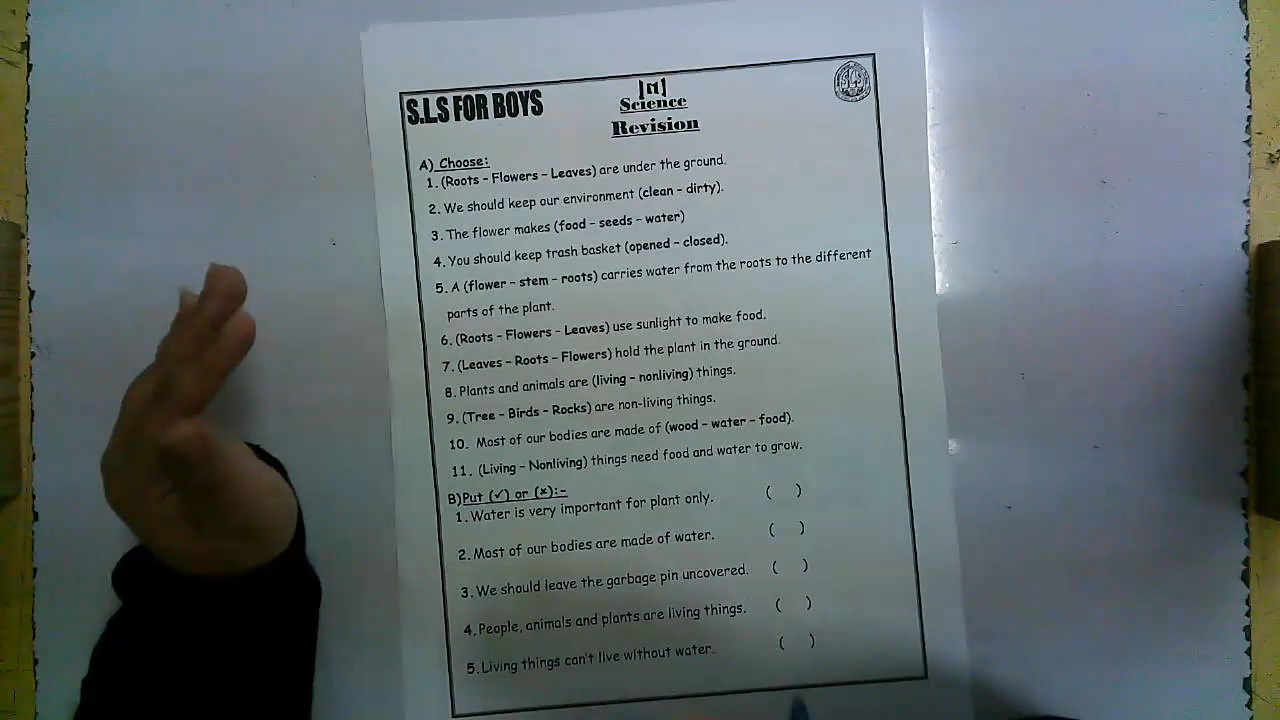 S.L.S FOR BOYS
Science
Revision
A) Choose:
1. (Roots – Flowers – Leaves) are under the ground.
2. We should keep our environment (clean – dirty).
3. The flower makes (food – seeds – water)
4. You should keep trash basket (opened – closed).
5. A (flower – stem – roots) carries water from the roots to the different
parts of the plant.
6. (Roots – Flowers – Leaves) use sunlight to make food.
7. (Leaves – Roots – Flowers) hold the plant in the ground.
8. Plants and animals are (living – nonliving) things.
9. (Tree – Birds – Rocks) are non-living things.
10. Most of our bodies are made of (wood – water – food).
11. (Living – Nonliving) things need food and water to grow.
B)Put (✓) or (×):-
1. Water is very important for plant only. ( )
2. Most of our bodies are made of water. ( )
3. We should leave the garbage pin uncovered. ( )
4. People, animals and plants are living things. ( )
5. Living things can't live without water. ( )